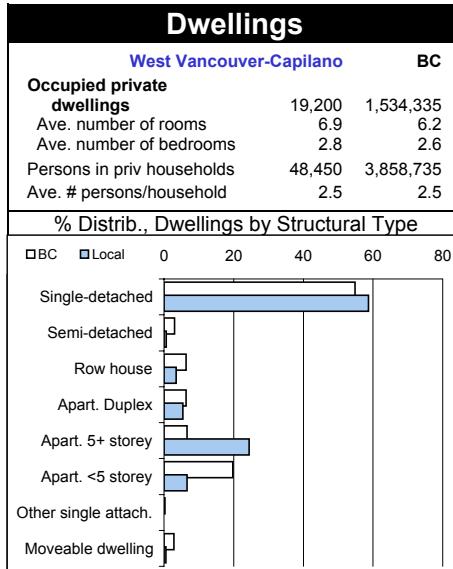 Dwellings
West Vancouver-Capilano BC
Occupied private
dwellings 19,200 1,534,335
Ave. number of rooms 6.9 6.2
Ave. number of bedrooms 2.8 2.6
Persons in priv households 48,450 3,858,735
Ave. # persons/household 2.5 2.5
% Distrib., Dwellings by Structural Type
BC Local 0 20 40 60 80
Single-detached
Semi-detached
Row house
Apart. Duplex
Apart. 5+ storey
Apart. <5 storey
Other single attach.
Moveable dwelling